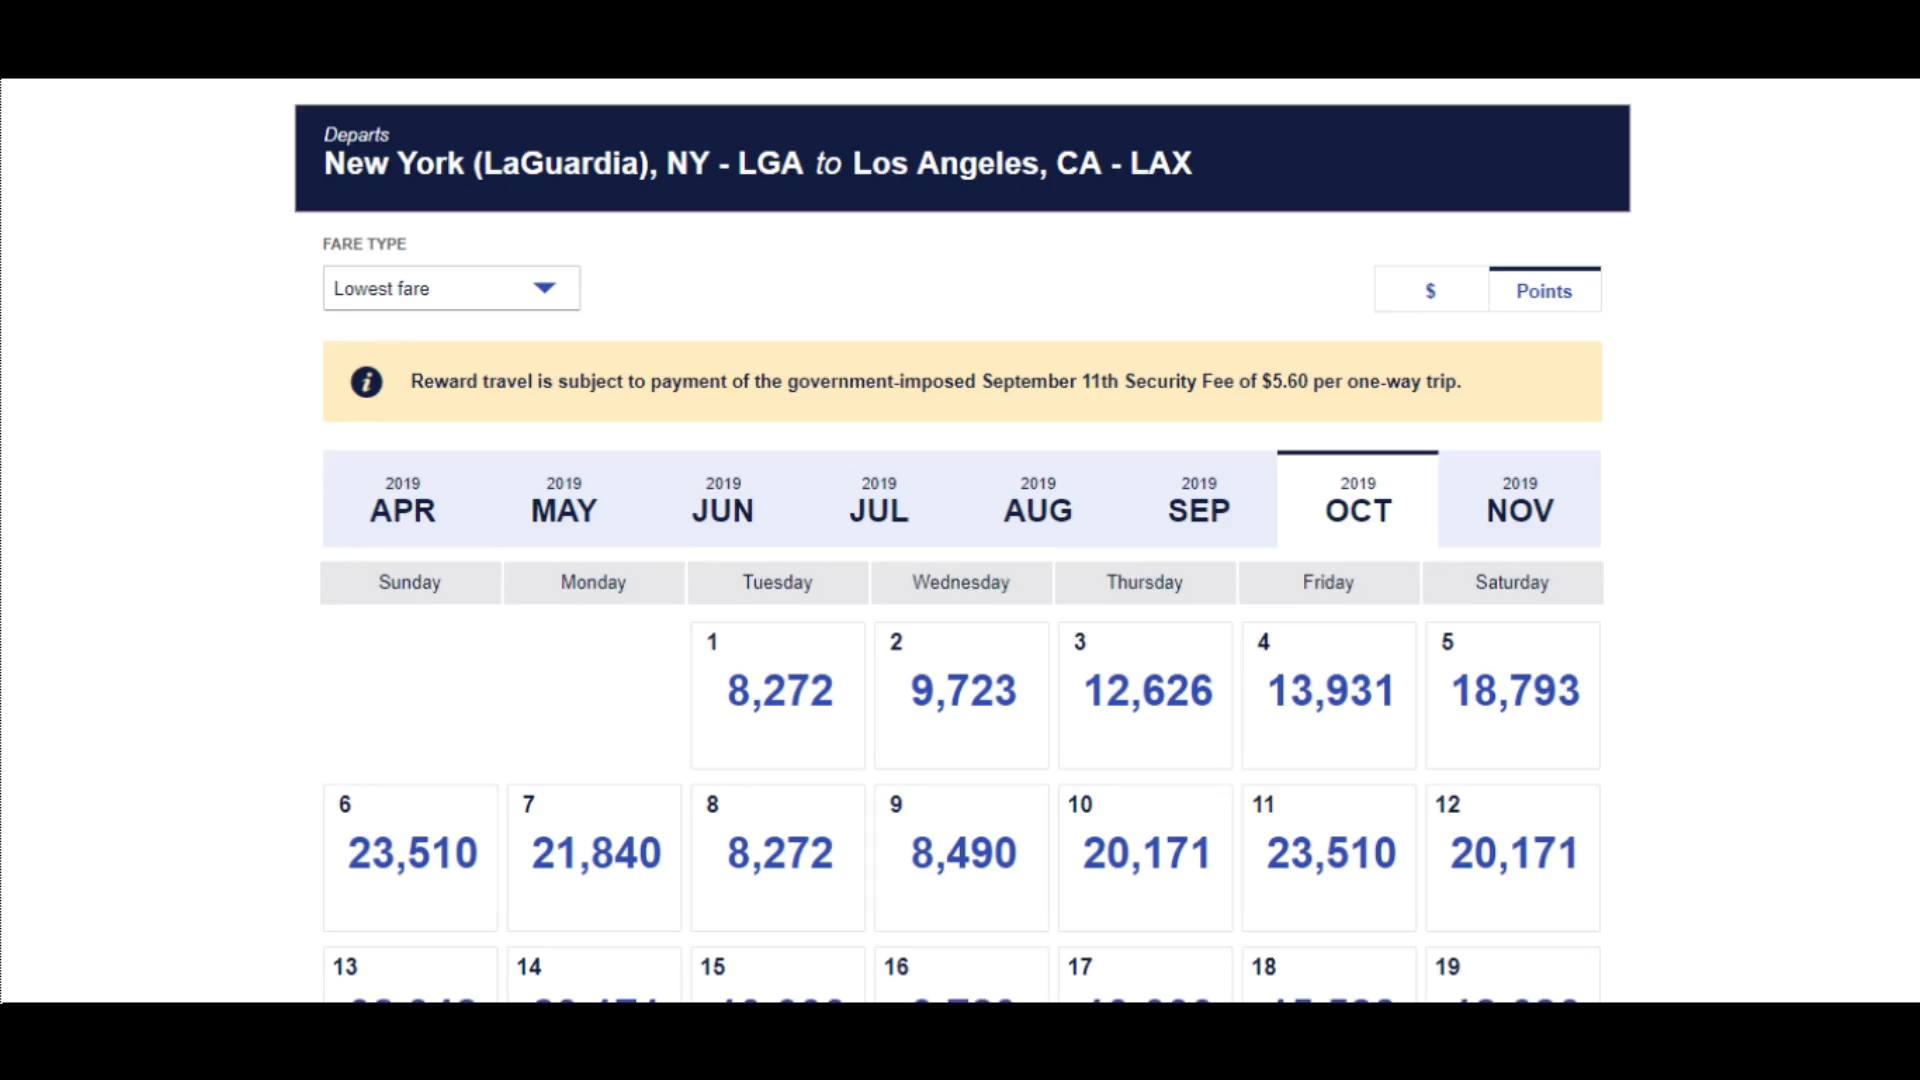 Departs
New York (LaGuardia), NY - LGA to Los Angeles, CA - LAX
FARE TYPE
Lowest fare
$ Points
i Reward travel is subject to payment of the government-imposed September 11th Security Fee of $5.60 per one-way trip.
2019 2019 2019 2019 2019 2019 2019 2019
APR MAY JUN JUL AUG SEP OCT NOV
Sunday Monday Tuesday Wednesday Thursday Friday Saturday
1 2 3 4 5
8,272 9,723 12,626 13,931 18,793
6 7 8 9 10 11 12
23,510 21,840 8,272 8,490 20,171 23,510 20,171
13 14 15 16 17 18 19